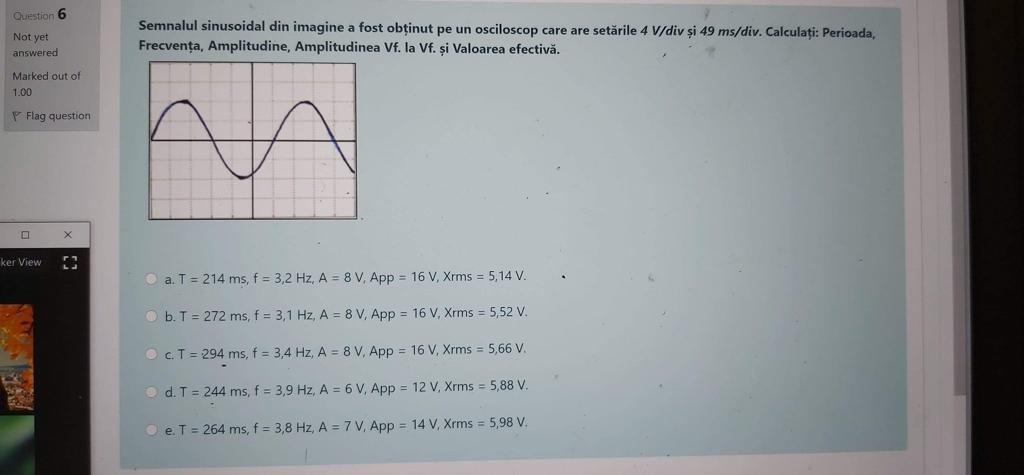 Question 6
Not yet
answered
Marked out of
1.00
Flag question
Semnalul sinusoidal din imagine a fost obținut pe un osciloscop care are setările 4 V/div și 49 ms/div. Calculați: Perioada,
Frecvența, Amplitudine, Amplitudinea Vf. la Vf. și Valoarea efectivă.
a. T = 214 ms, f = 3,2 Hz, A = 8 V, App = 16 V, Xrms = 5,14 V.
b. T = 272 ms, f = 3,1 Hz, A = 8 V, App = 16 V, Xrms = 5,52 V.
c. T = 294 ms, f = 3,4 Hz, A = 8 V, App = 16 V, Xrms = 5,66 V.
d. T = 244 ms, f = 3,9 Hz, A = 6 V, App = 12 V, Xrms = 5,88 V.
e. T = 264 ms, f = 3,8 Hz, A = 7 V, App = 14 V, Xrms = 5,98 V.
ker View